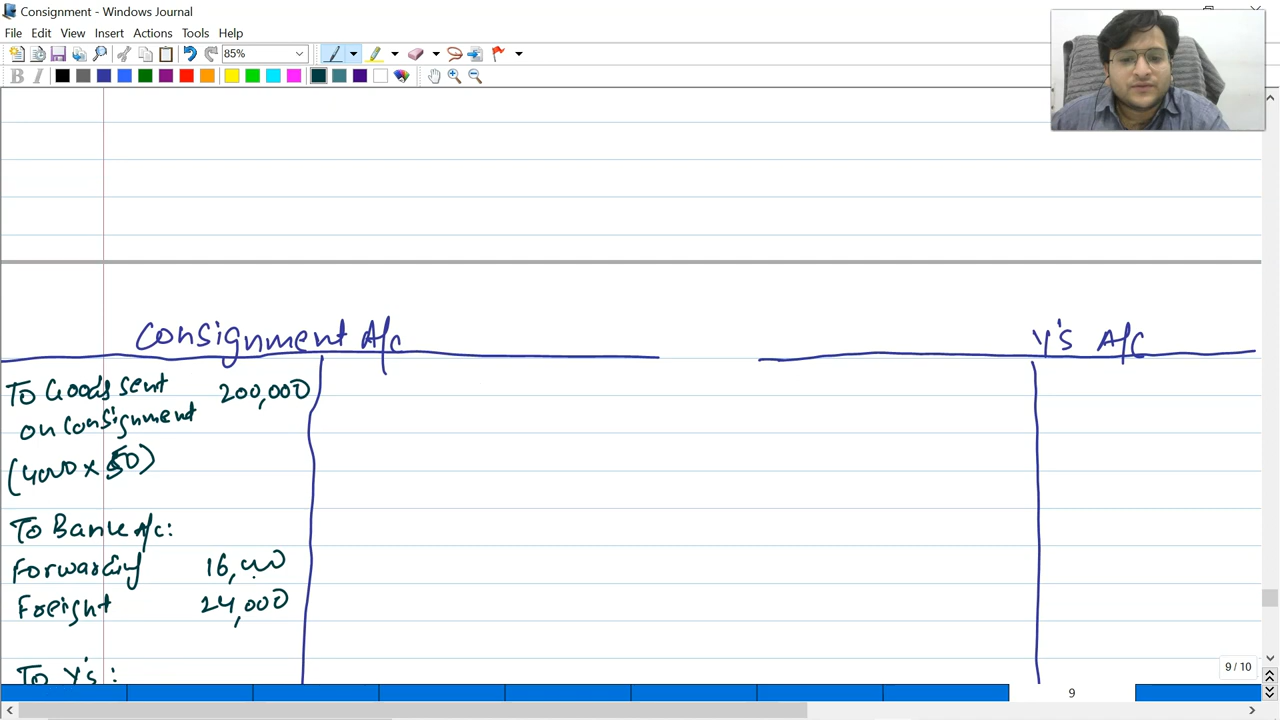 Consignment - Windows Journal
File Edit View Insert Actions Tools Help
85%
B I
Consignment A/c
To Goods sent 200,000
on consignment
(4000 x 50)
To Bank A/c:
Forwarding 16,000
Freight 24,000
To Y's :
Y's A/C
9 / 10
9